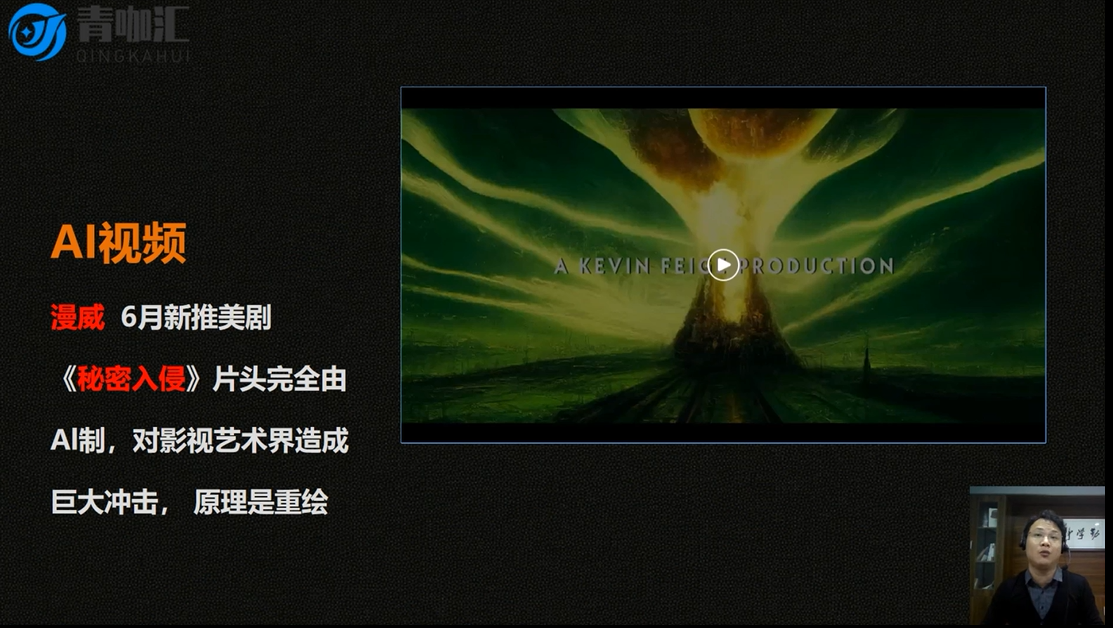 青咖汇
QINGKAHUI
AI视频
漫威 6月新推美剧
《秘密入侵》片头完全由
AI制，对影视艺术界造成
巨大冲击， 原理是重绘
A KEVIN PRODUCTION